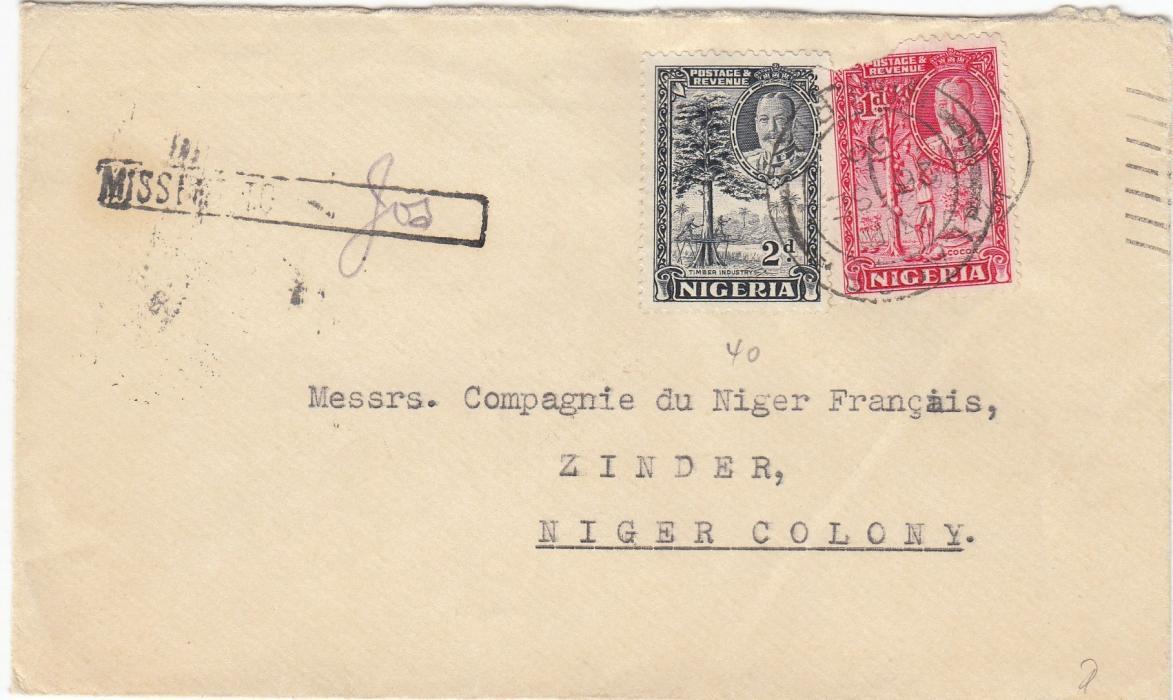 POSTAGE & REVENUE
2d
TIMBER INDUSTRY
NIGERIA
POSTAGE & REVENUE
1d
COCOA
NIGERIA
MISSENT TO Jos
40
Messrs. Compagnie du Niger Français,
ZINDER,
NIGER COLONY.